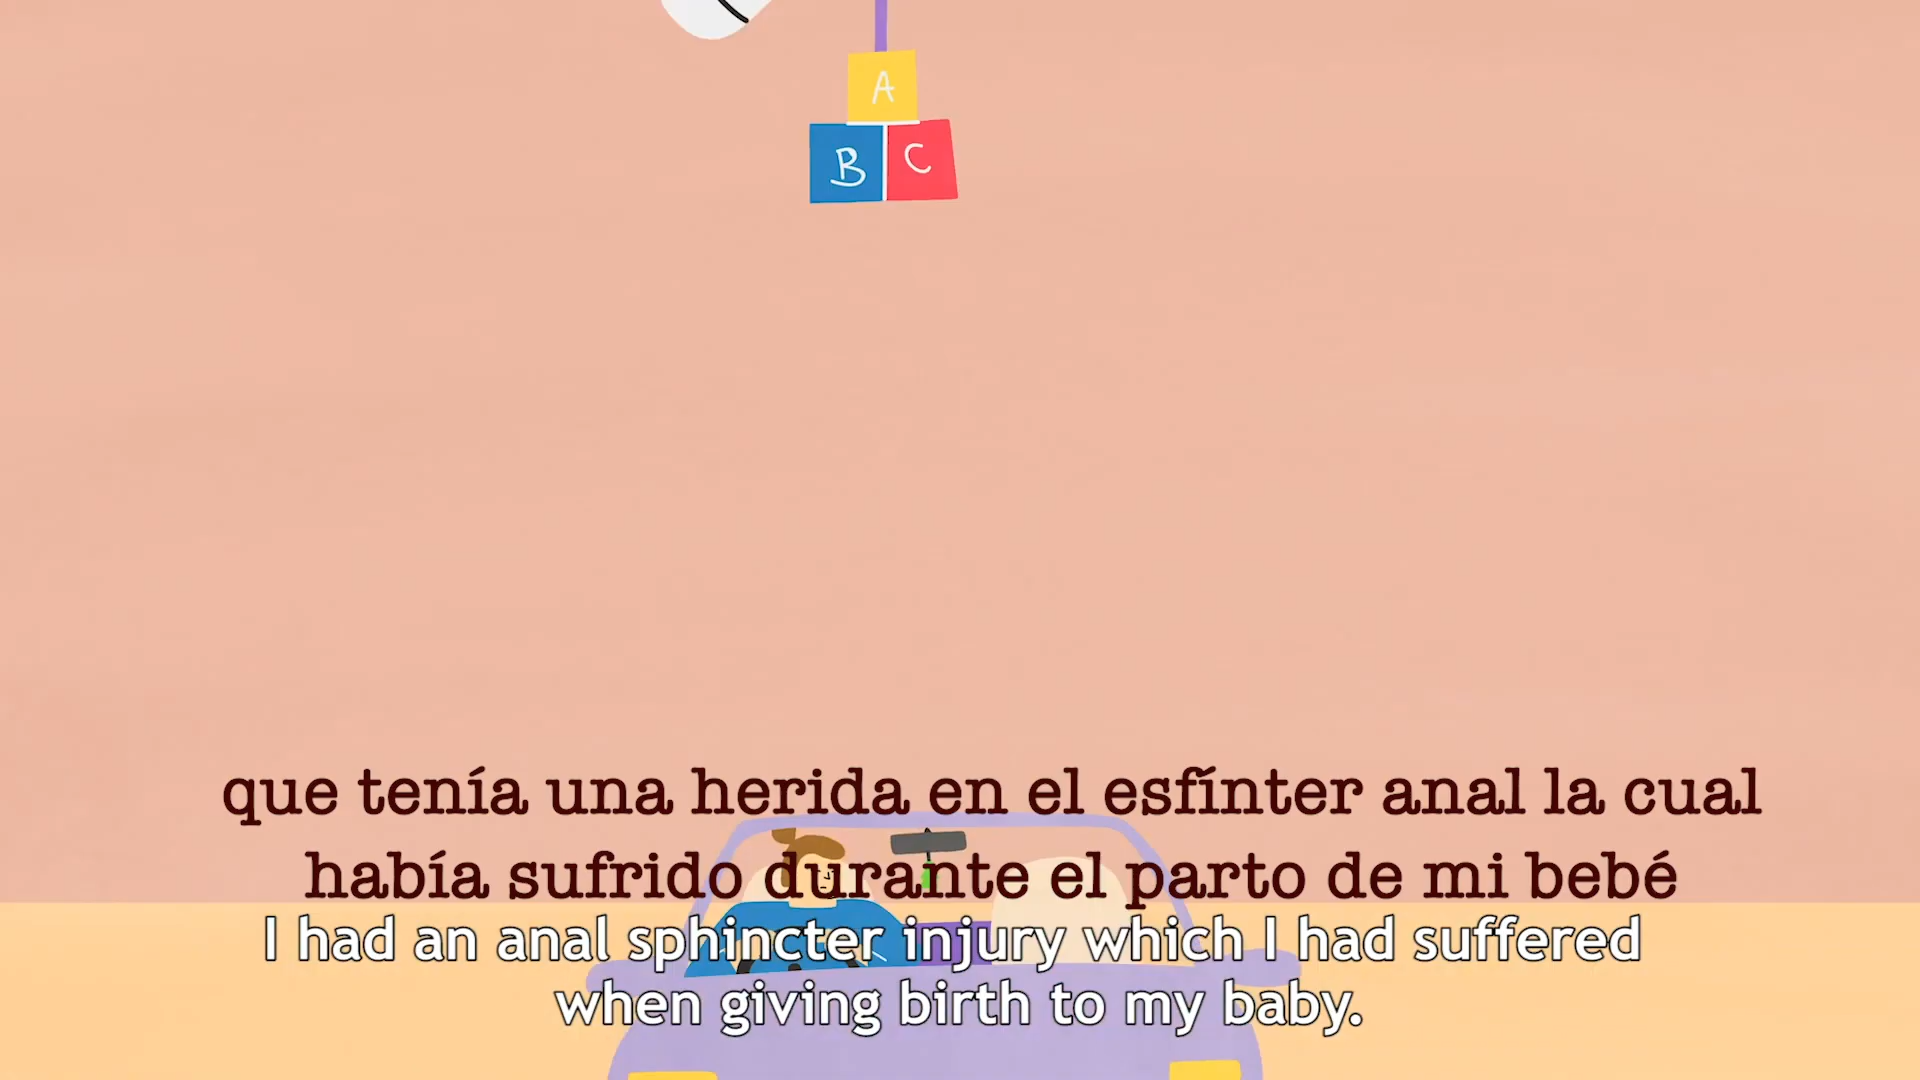 A
B C
que tenía una herida en el esfínter anal la cual
había sufrido durante el parto de mi bebé
I had an anal sphincter injury which I had suffered
when giving birth to my baby.